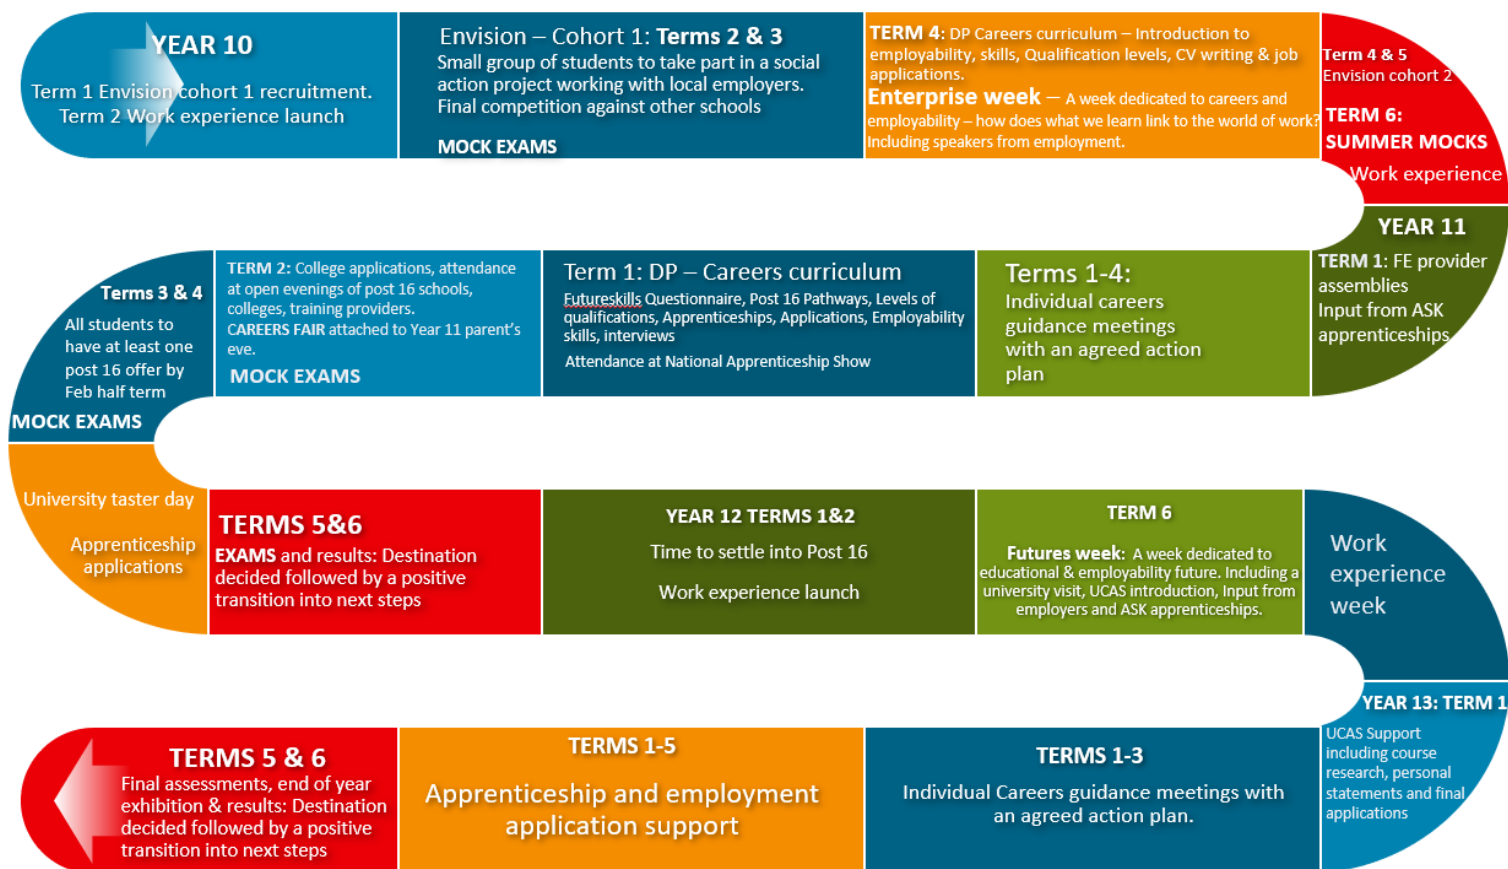 YEAR 10
Term 1 Envision cohort 1 recruitment.
Term 2 Work experience launch
Envision – Cohort 1: Terms 2 & 3
Small group of students to take part in a social
action project working with local employers.
Final competition against other schools
MOCK EXAMS
TERM 4: DP Careers curriculum – Introduction to
employability, skills, Qualification levels, CV writing & job
applications.
Enterprise week – A week dedicated to careers and
employability – how does what we learn link to the world of work?
Including speakers from employment.
Term 4 & 5
Envision cohort 2
TERM 6:
SUMMER MOCKS
Work experience
YEAR 11
TERM 1: FE provider
assemblies
Input from ASK
apprenticeships
Terms 1-4:
Individual careers
guidance meetings
with an agreed action
plan
Term 1: DP – Careers curriculum
Futureskills Questionnaire, Post 16 Pathways, Levels of
qualifications, Apprenticeships, Applications, Employability
skills, interviews
Attendance at National Apprenticeship Show
TERM 2: College applications, attendance
at open evenings of post 16 schools,
colleges, training providers.
CAREERS FAIR attached to Year 11 parent's
eve.
MOCK EXAMS
Terms 3 & 4
All students to
have at least one
post 16 offer by
Feb half term
MOCK EXAMS
University taster day
Apprenticeship
applications
TERMS 5&6
EXAMS and results: Destination
decided followed by a positive
transition into next steps
YEAR 12 TERMS 1&2
Time to settle into Post 16
Work experience launch
TERM 6
Futures week: A week dedicated to
educational & employability future. Including a
university visit, UCAS introduction, Input from
employers and ASK apprenticeships.
Work
experience
week
YEAR 13: TERM 1
UCAS Support
including course
research, personal
statements and final
applications
TERMS 1-3
Individual Careers guidance meetings with
an agreed action plan.
TERMS 1-5
Apprenticeship and employment
application support
TERMS 5 & 6
Final assessments, end of year
exhibition & results: Destination
decided followed by a positive
transition into next steps